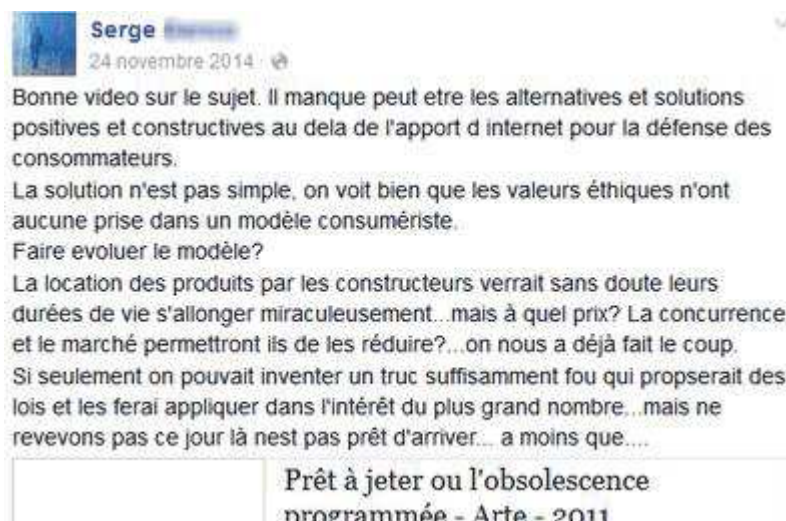 Serge
24 novembre 2014 ·
Bonne video sur le sujet. Il manque peut etre les alternatives et solutions
positives et constructives au dela de l'apport d internet pour la défense des
consommateurs.
La solution n'est pas simple, on voit bien que les valeurs éthiques n'ont
aucune prise dans un modèle consumériste.
Faire evoluer le modèle?
La location des produits par les constructeurs verrait sans doute leurs
durées de vie s'allonger miraculeusement...mais à quel prix? La concurrence
et le marché permettront ils de les réduire?...on nous a déjà fait le coup.
Si seulement on pouvait inventer un truc suffisamment fou qui propserait des
lois et les ferai appliquer dans l'intérêt du plus grand nombre...mais ne
revevons pas ce jour là nest pas prêt d'arriver... a moins que....
Prêt à jeter ou l'obsolescence
programmée - Arte - 2011